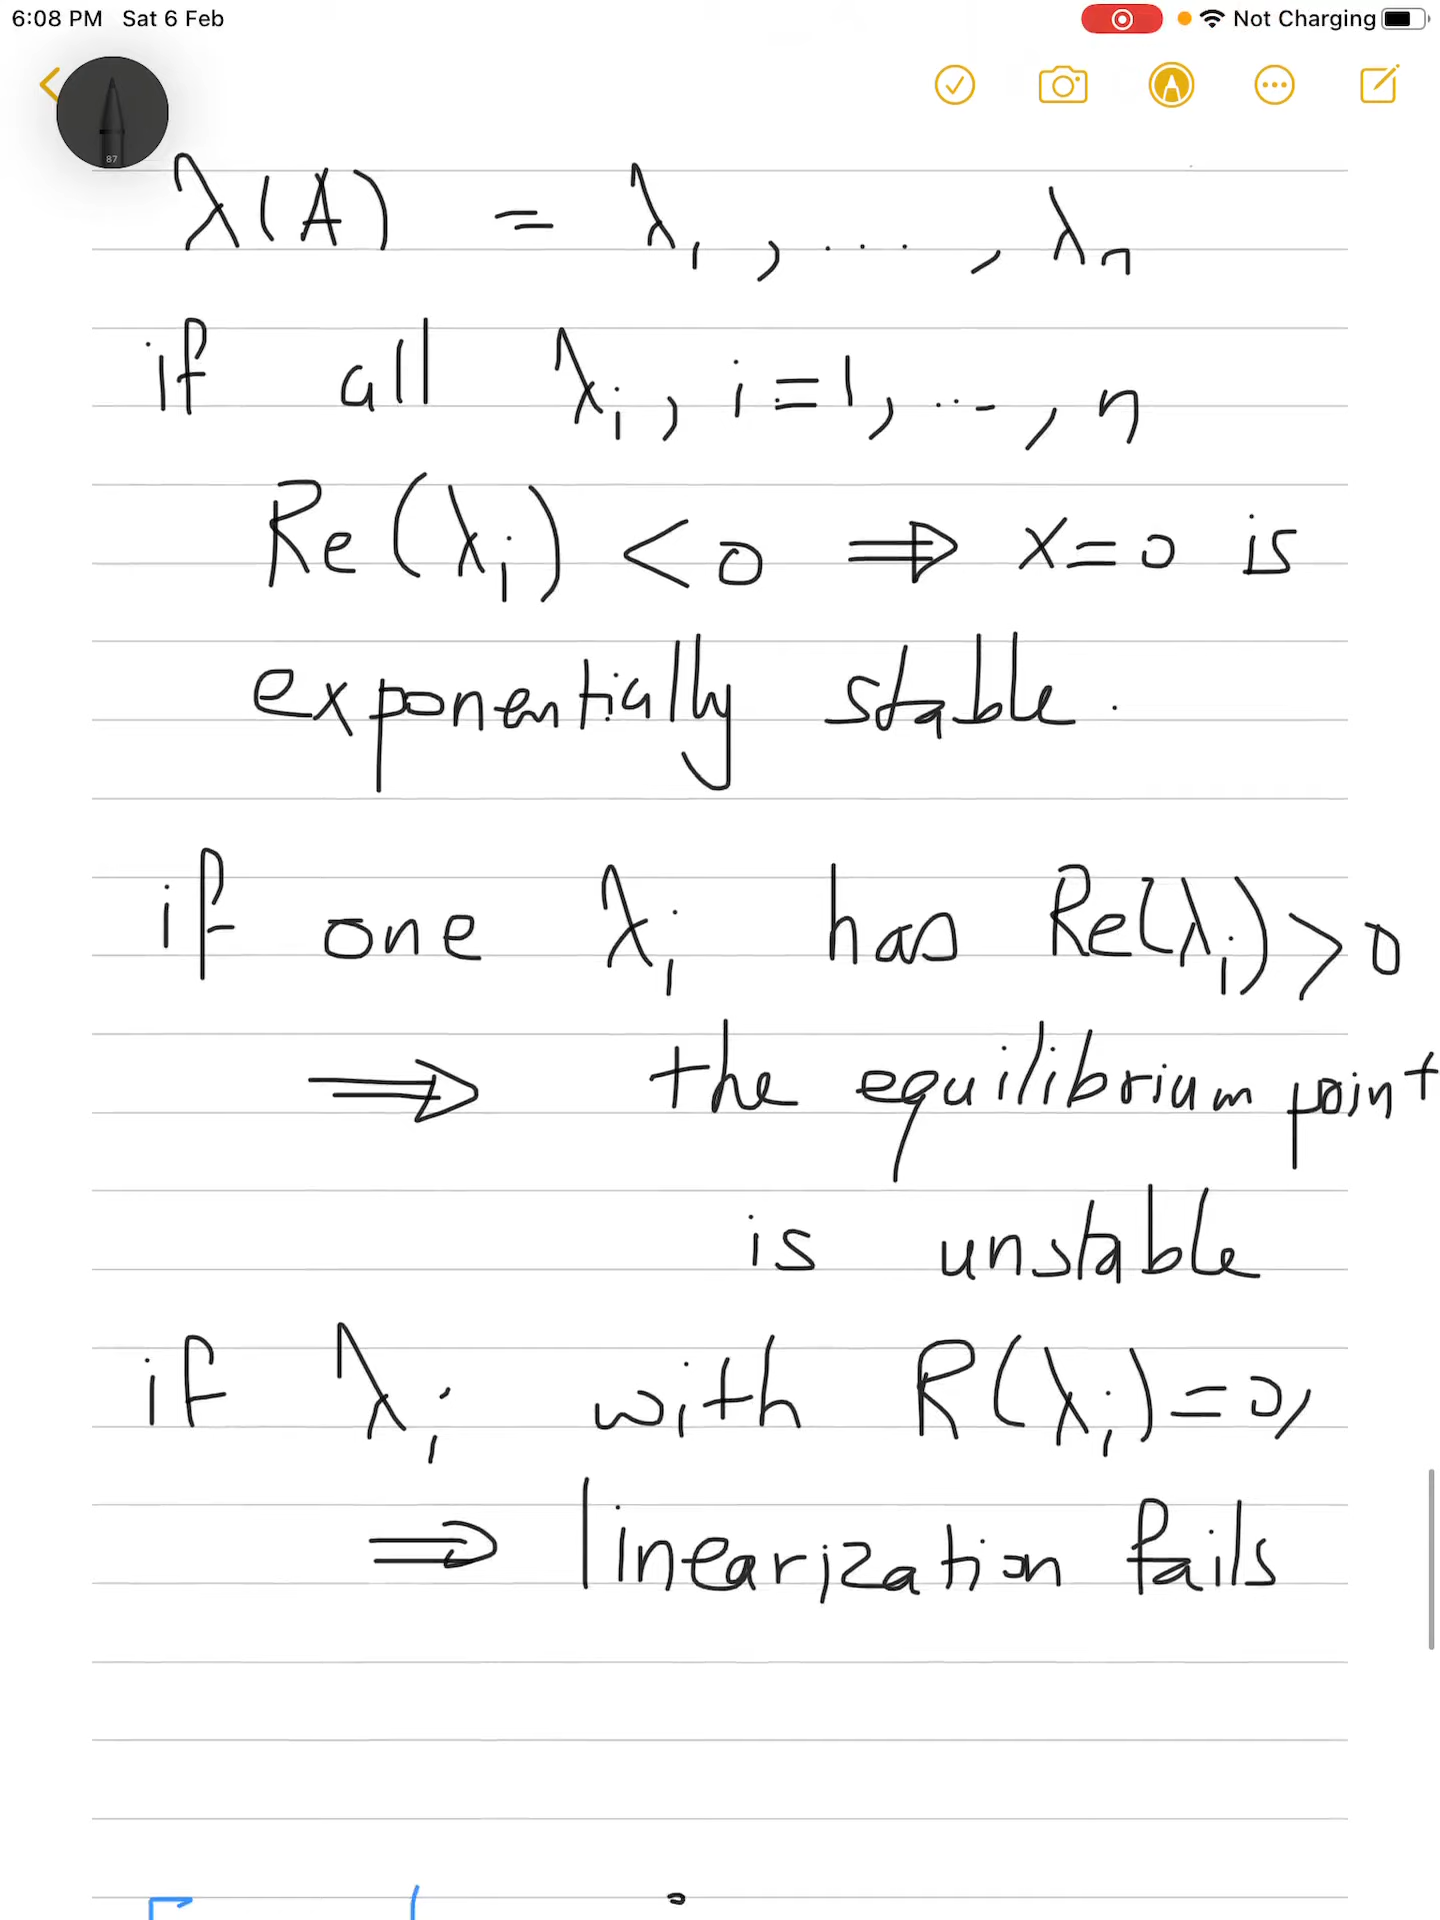 6:08 PM Sat 6 Feb Not Charging
87
λ(A) = λ₁, ...., λn
if all λi, i=1, ..., n
Re(λi) <0 ⇒ x=0 is
exponentially stable.
if one λi has Re(λi)>0
⇒ the equilibrium point
is unstable
if λi with R(λi)=0,
⇒ linearization fails